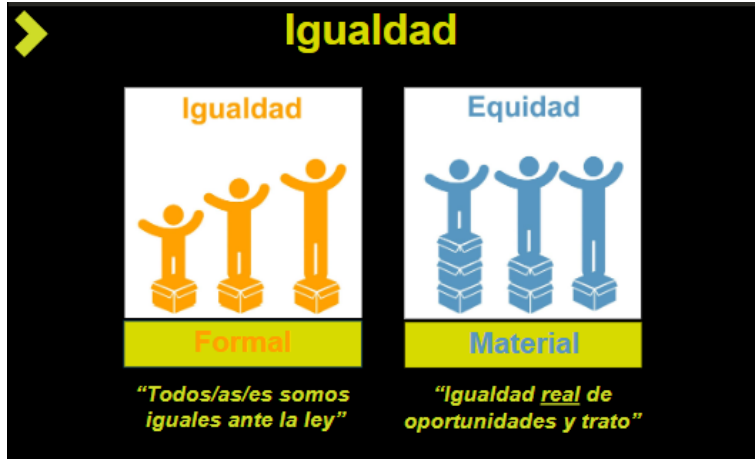 Igualdad
Igualdad
Formal
“Todos/as/es somos
iguales ante la ley”
Equidad
Material
“Igualdad real de
oportunidades y trato”